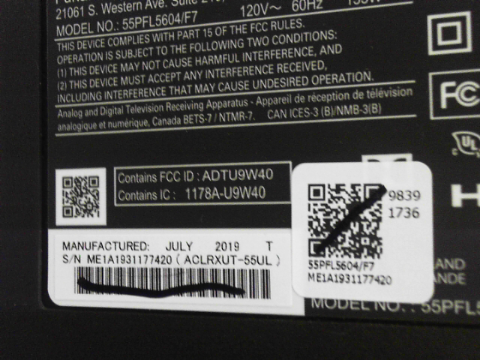 21061 S. Western Ave. Suite 210,
MODEL NO.: 55PFL5604/F7
120V~ 60Hz
THIS DEVICE COMPLIES WITH PART 15 OF THE FCC RULES.
OPERATION IS SUBJECT TO THE FOLLOWING TWO CONDITIONS:
(1) THIS DEVICE MAY NOT CAUSE HARMFUL INTERFERENCE, AND
(2) THIS DEVICE MUST ACCEPT ANY INTERFERENCE RECEIVED,
INCLUDING INTERFERENCE THAT MAY CAUSE UNDESIRED OPERATION.
Analog and Digital Television Receiving Apparatus - Appareil de réception de télévision
analogique et numérique, Canada BETS-7 / NTMR-7. CAN ICES-3 (B)/NMB-3(B)
FC
UL
Contains FCC ID : ADTU9W40
Contains IC : 1178A-U9W40
H
9839
1736
55PFL5604/F7
ME1A1931177420
MANUFACTURED: JULY 2019 T
S/N ME1A1931177420 (ACLRXUT-55UL)
AND
ANDE
MODEL NO.: 55PFL5